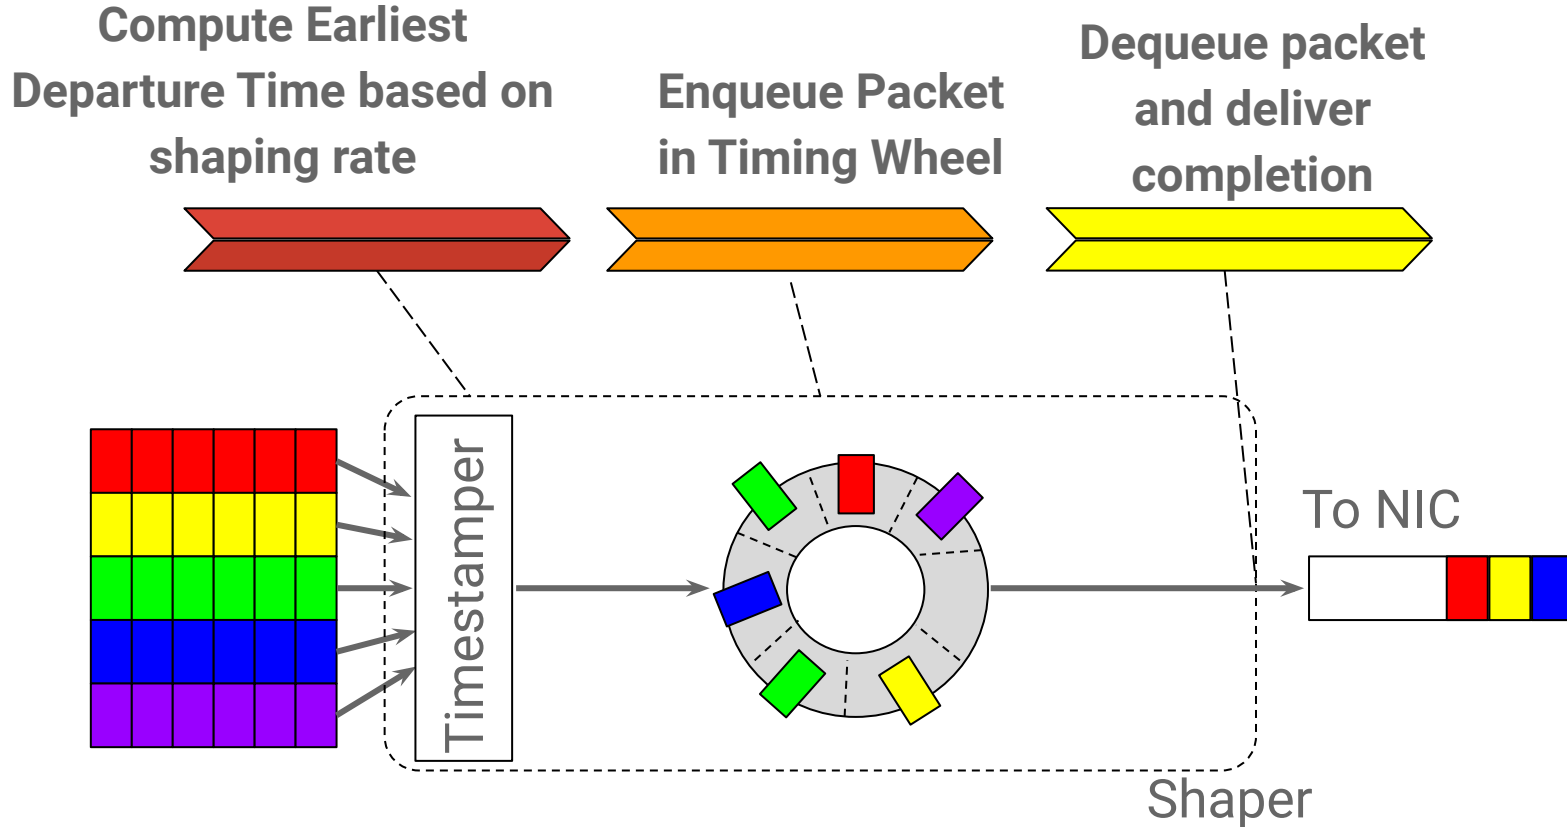 Compute Earliest
Departure Time based on
shaping rate
Enqueue Packet
in Timing Wheel
Dequeue packet
and deliver
completion
Timestamper
To NIC
Shaper